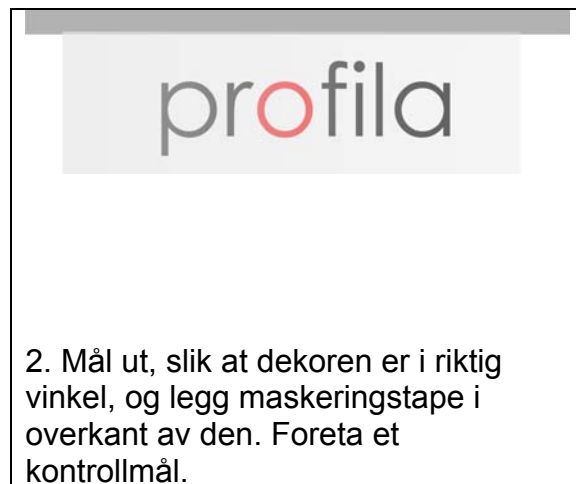 profila
2. Mål ut, slik at dekoren er i riktig
vinkel, og legg maskeringstape i
overkant av den. Foreta et
kontrollmål.